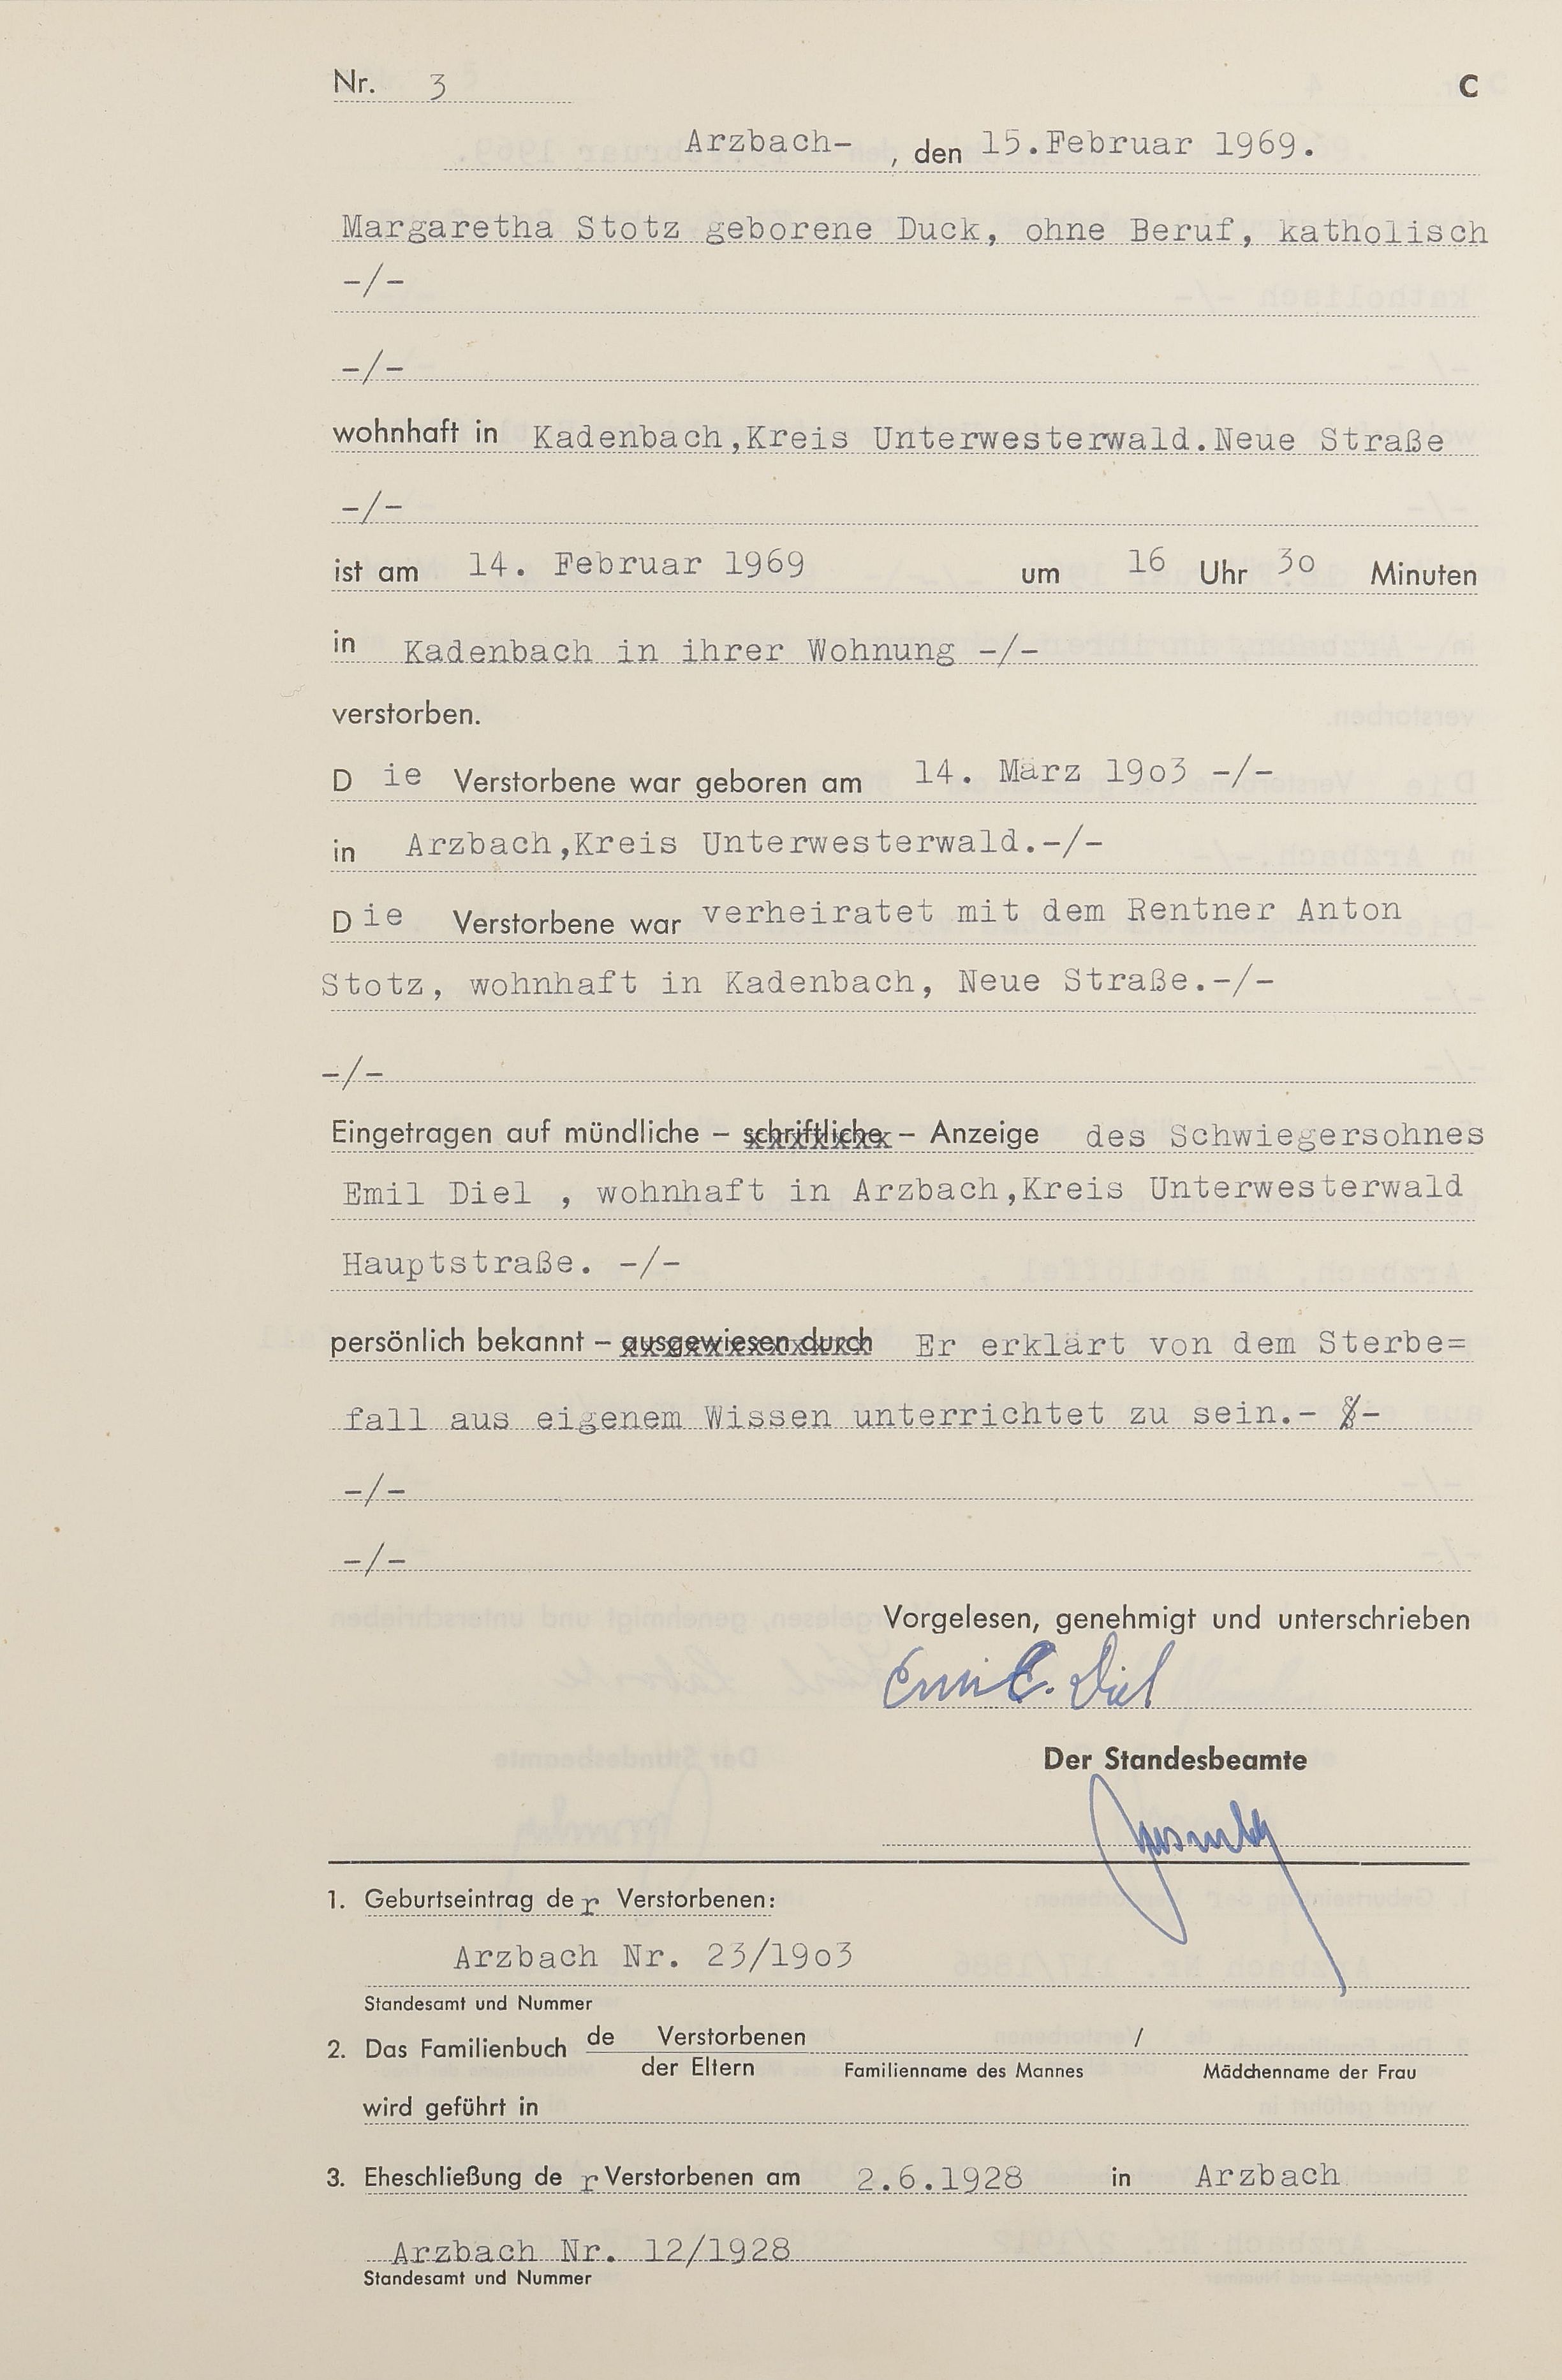 Nr. 3 C
Arzbach- , den 15.Februar 1969.
Margaretha Stotz geborene Duck, ohne Beruf, katholisch
-/-
-/-
wohnhaft in Kadenbach,Kreis Unterwesterwald.Neue Straße
-/-
ist am 14. Februar 1969 um 16 Uhr 3o Minuten
in Kadenbach in ihrer Wohnung -/-
verstorben.
D ie Verstorbene war geboren am 14. März 19o3 -/-
in Arzbach,Kreis Unterwesterwald.-/-
D ie Verstorbene war verheiratet mit dem Rentner Anton
Stotz, wohnhaft in Kadenbach, Neue Straße.-/-
-/-
Eingetragen auf mündliche – schriftliche – Anzeige des Schwiegersohnes
Emil Diel , wohnhaft in Arzbach,Kreis Unterwesterwald
Hauptstraße. -/-
persönlich bekannt – ausgewiesen durch Er erklärt von dem Sterbe=
fall aus eigenem Wissen unterrichtet zu sein.- /-
-/-
-/-
Vorgelesen, genehmigt und unterschrieben
Emil Diel
Der Standesbeamte
1. Geburtseintrag de r Verstorbenen:
Arzbach Nr. 23/19o3
Standesamt und Nummer
2. Das Familienbuch de Verstorbenen /
der Eltern Familienname des Mannes Mädchenname der Frau
wird geführt in
3. Eheschließung de r Verstorbenen am 2.6.1928 in Arzbach
Arzbach Nr. 12/1928
Standesamt und Nummer